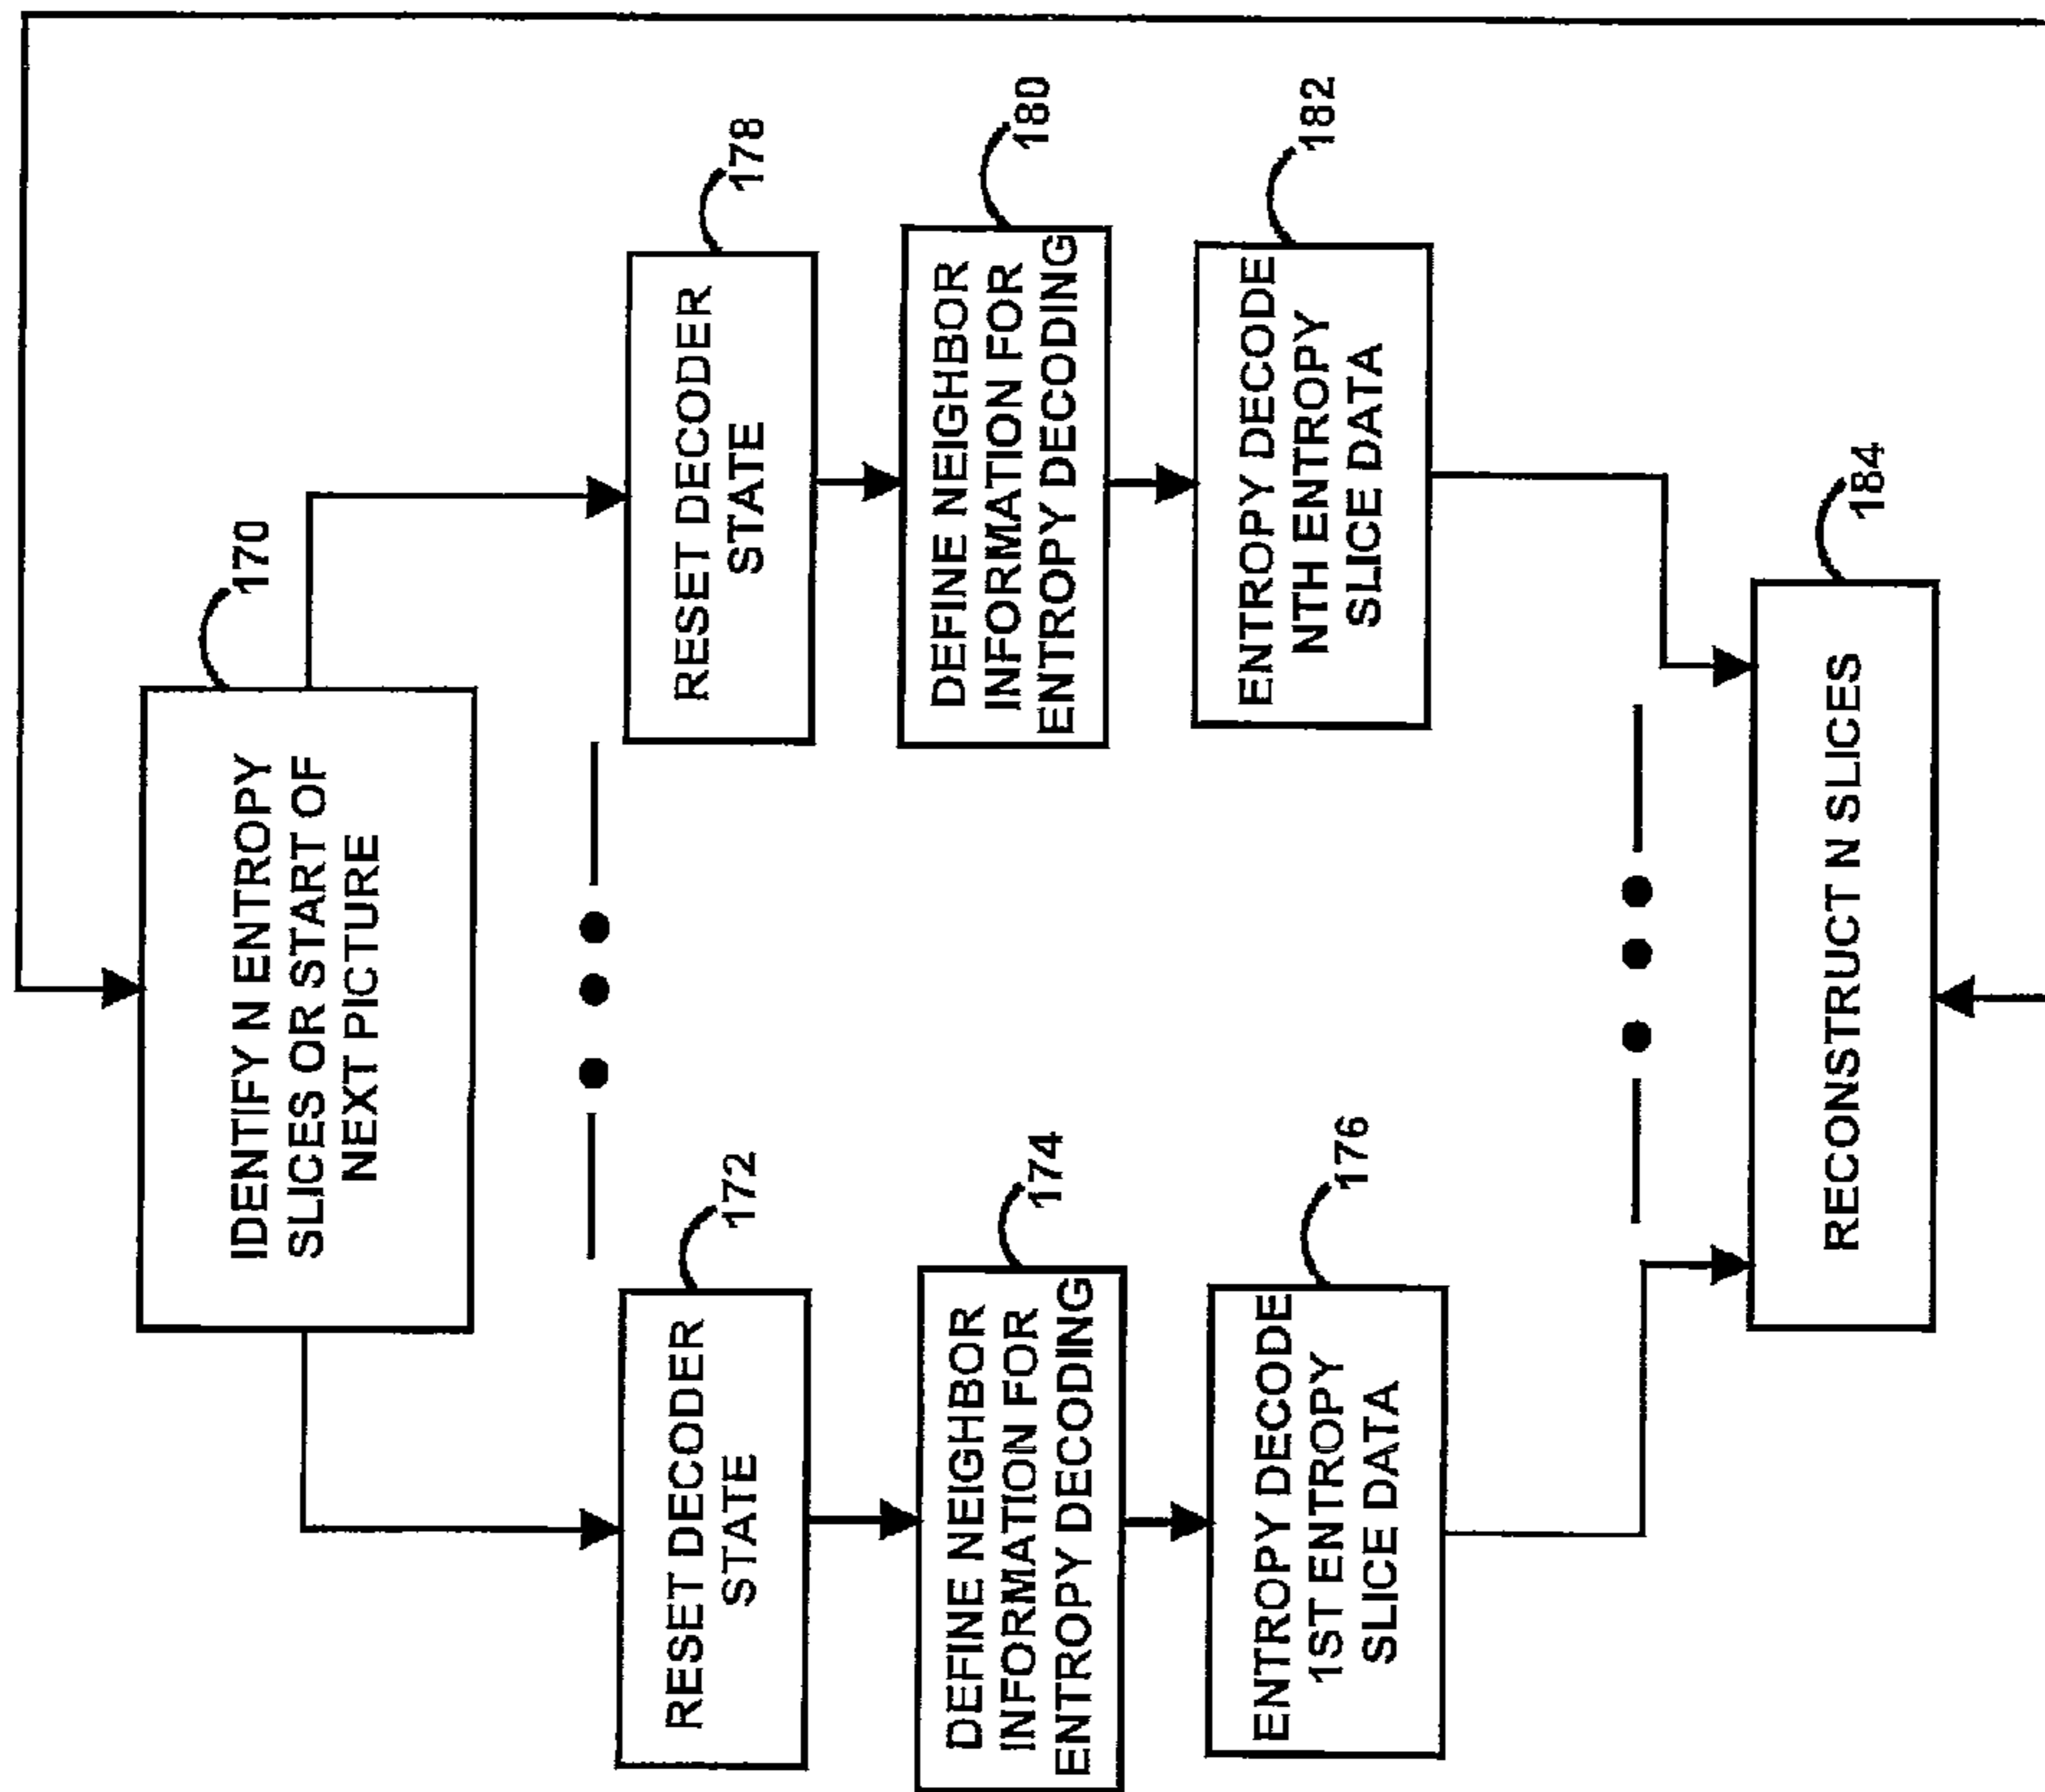 IDENTIFY N ENTROPY
SLICES OR START OF
NEXT PICTURE
170
RESET DECODER
STATE
172
DEFINE NEIGHBOR
INFORMATION FOR
ENTROPY DECODING
174
ENTROPY DECODE
1ST ENTROPY
SLICE DATA
176
RESET DECODER
STATE
178
DEFINE NEIGHBOR
INFORMATION FOR
ENTROPY DECODING
180
ENTROPY DECODE
NTH ENTROPY
SLICE DATA
182
RECONSTRUCT N SLICES
184